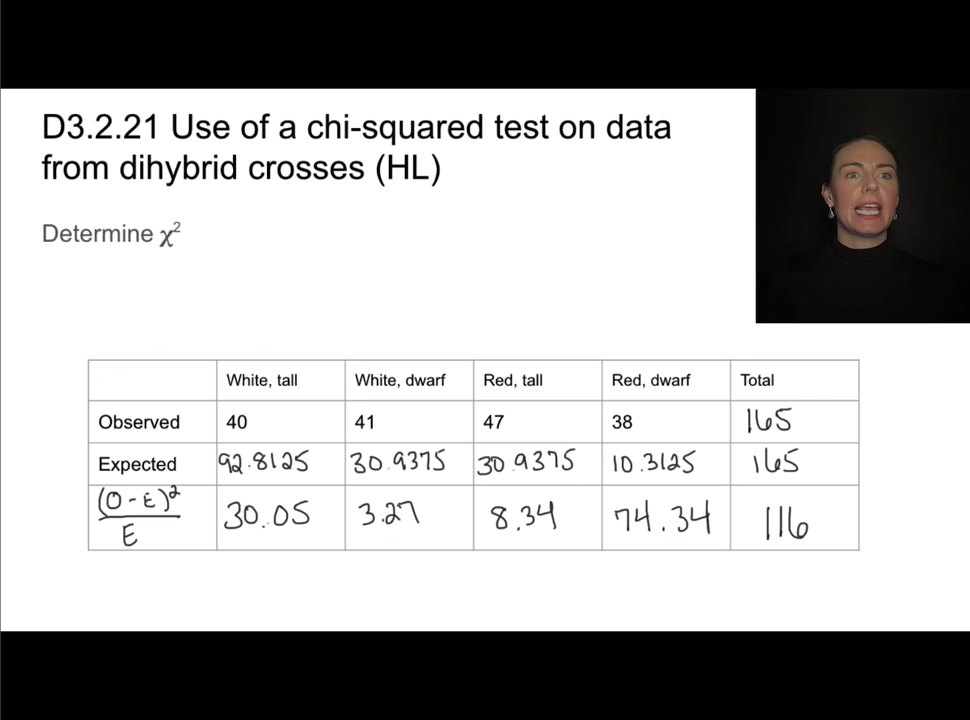 D3.2.21 Use of a chi-squared test on data
from dihybrid crosses (HL)
Determine χ²
White, tall White, dwarf Red, tall Red, dwarf Total
Observed 40 41 47 38 165
Expected 92.8125 30.9375 30.9375 10.3125 165
(O-E)²/E 30.05 3.27 8.34 74.34 116